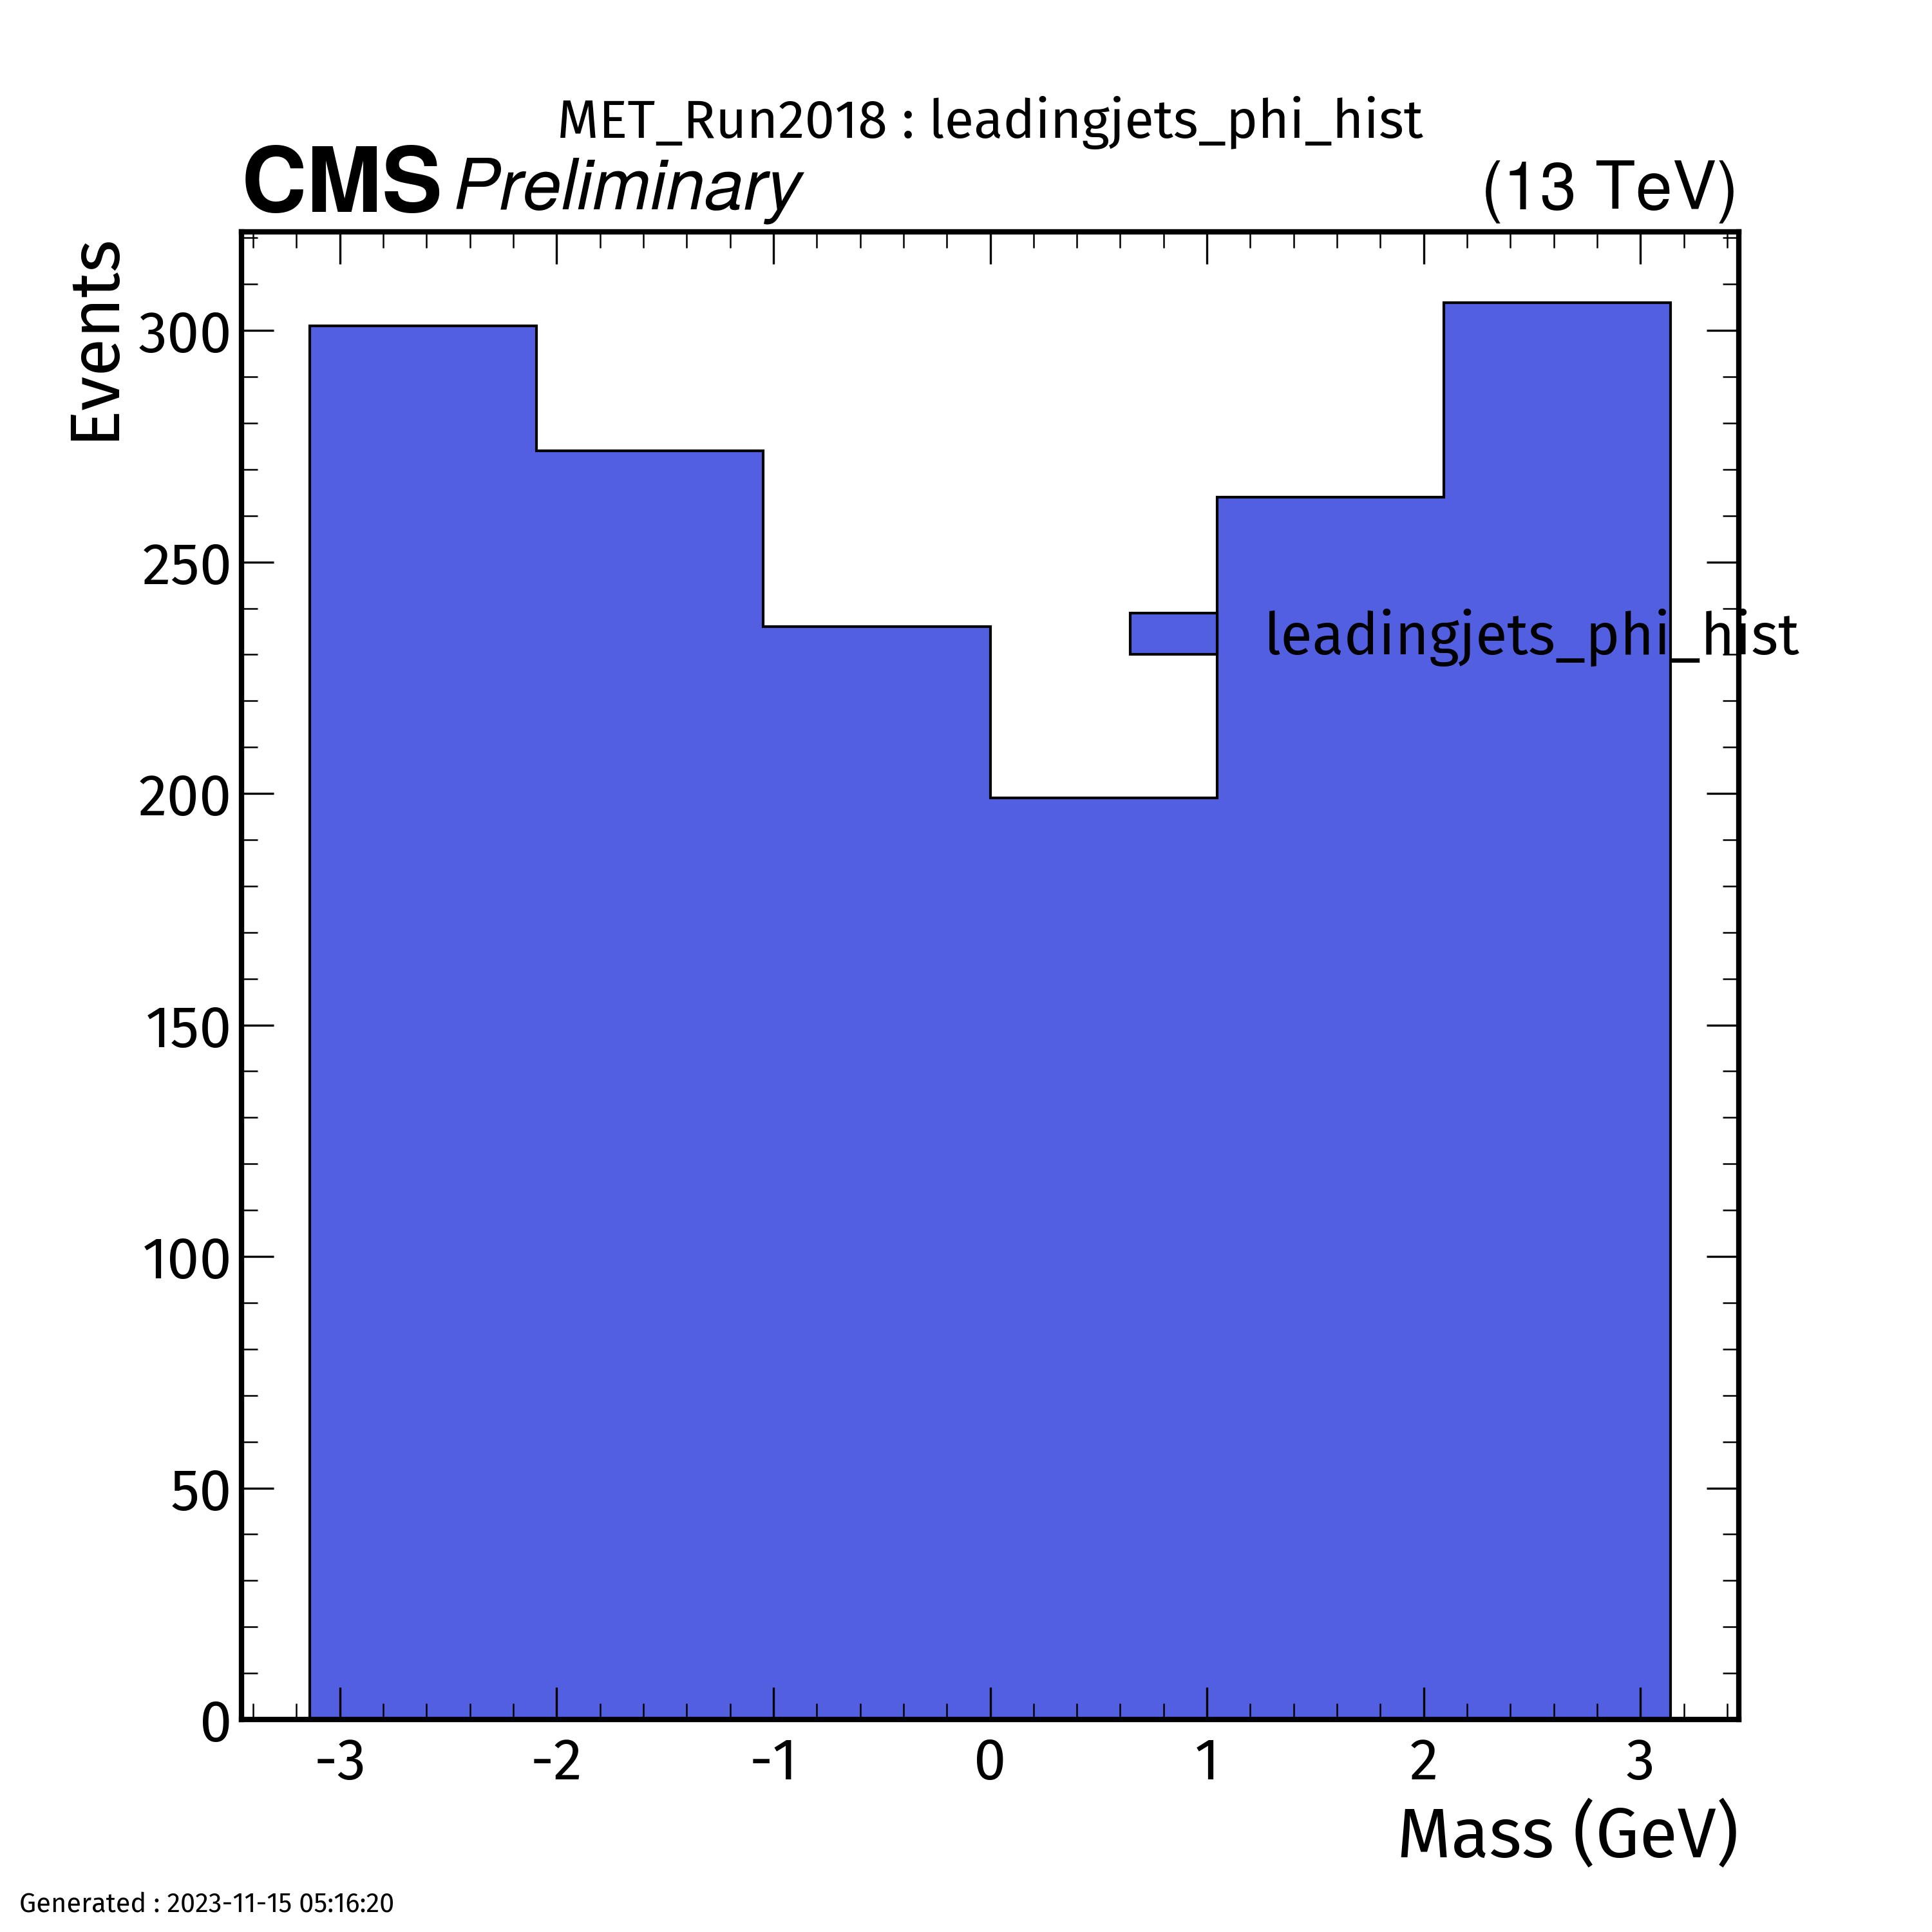 MET_Run2018 : leadingjets_phi_hist
CMS Preliminary (13 TeV)
Events
300
250
leadingjets_phi_hist
200
150
100
50
0
-3 -2 -1 0 1 2 3
Mass (GeV)
Generated : 2023-11-15 05:16:20